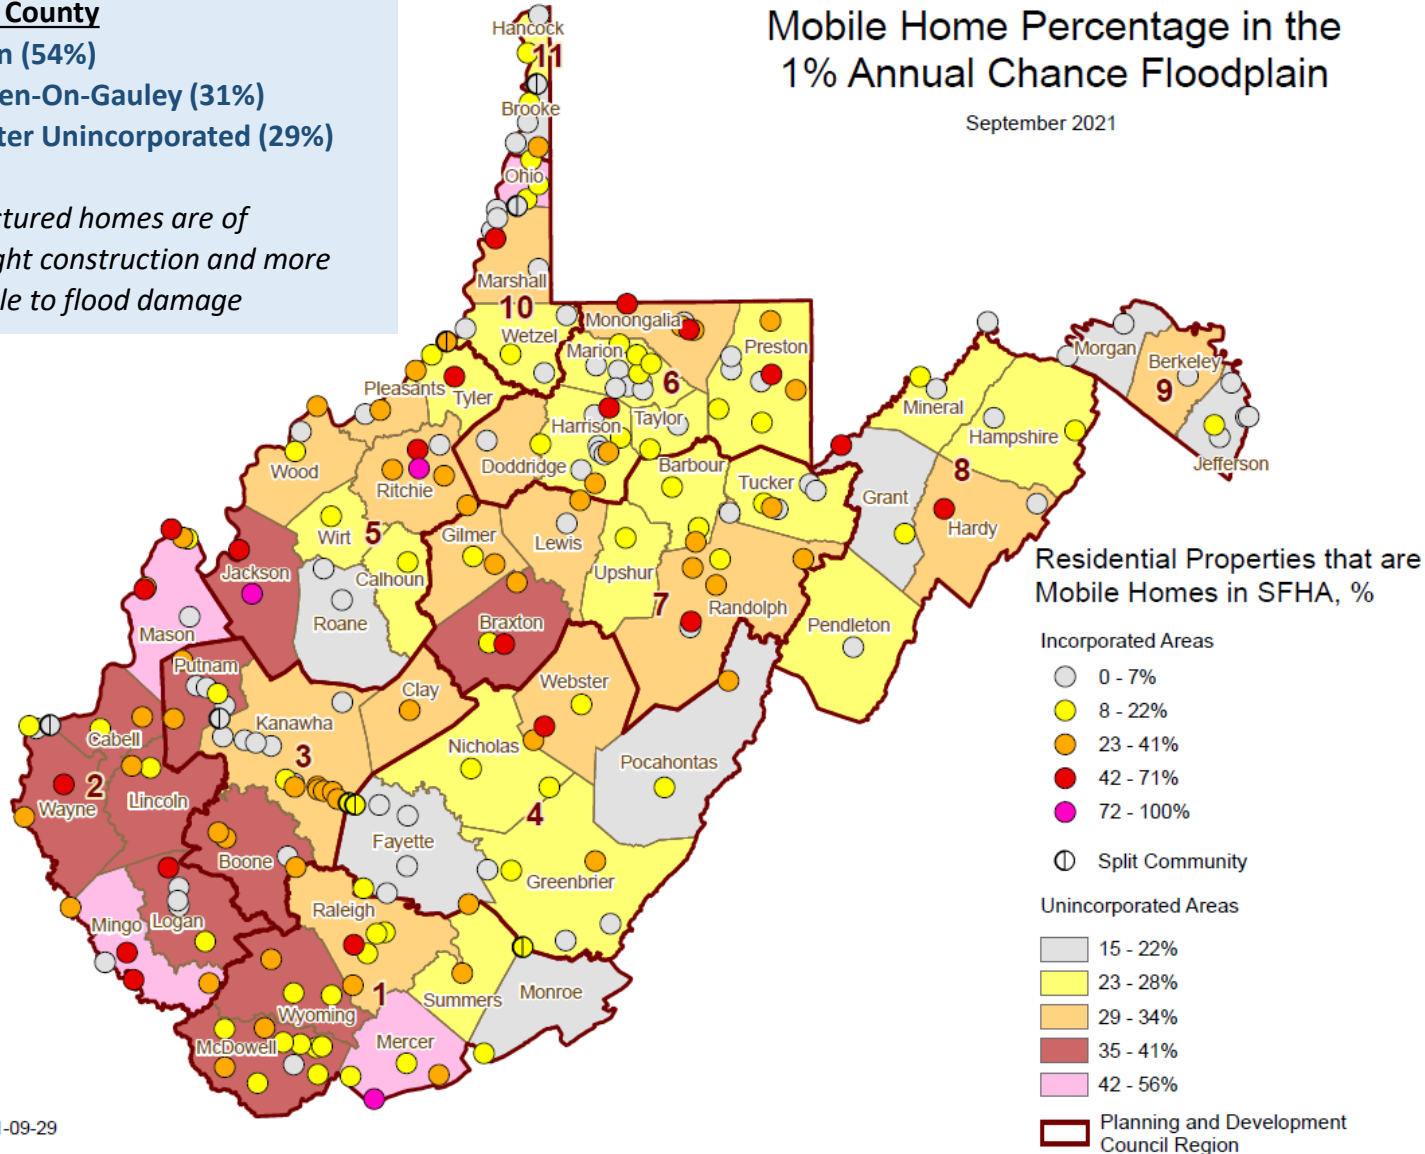 County
n (54%)
en-On-Gauley (31%)
ter Unincorporated (29%)
ctured homes are of
ght construction and more
le to flood damage
Mobile Home Percentage in the
1% Annual Chance Floodplain
September 2021
Hancock
11
Brooke
Ohio
Marshall
10
Wetzel
Monongalia
Marion
Preston
6
Pleasants
Tyler
Taylor
Harrison
Doddridge
Wood
Ritchie
Barbour
Tucker
Morgan
Berkeley
9
Jefferson
Mineral
Hampshire
8
Grant
Hardy
Wirt
5
Gilmer
Lewis
Upshur
Calhoun
Jackson
Roane
7
Randolph
Pendleton
Braxton
Mason
Putnam
Clay
Webster
Kanawha
3
Cabell
Nicholas
Pocahontas
2
Wayne
Lincoln
4
Fayette
Boone
Greenbrier
Raleigh
Mingo
Logan
1
Summers
Monroe
Wyoming
McDowell
Mercer
Residential Properties that are
Mobile Homes in SFHA, %
Incorporated Areas
0 - 7%
8 - 22%
23 - 41%
42 - 71%
72 - 100%
Split Community
Unincorporated Areas
15 - 22%
23 - 28%
29 - 34%
35 - 41%
42 - 56%
Planning and Development
Council Region
-09-29